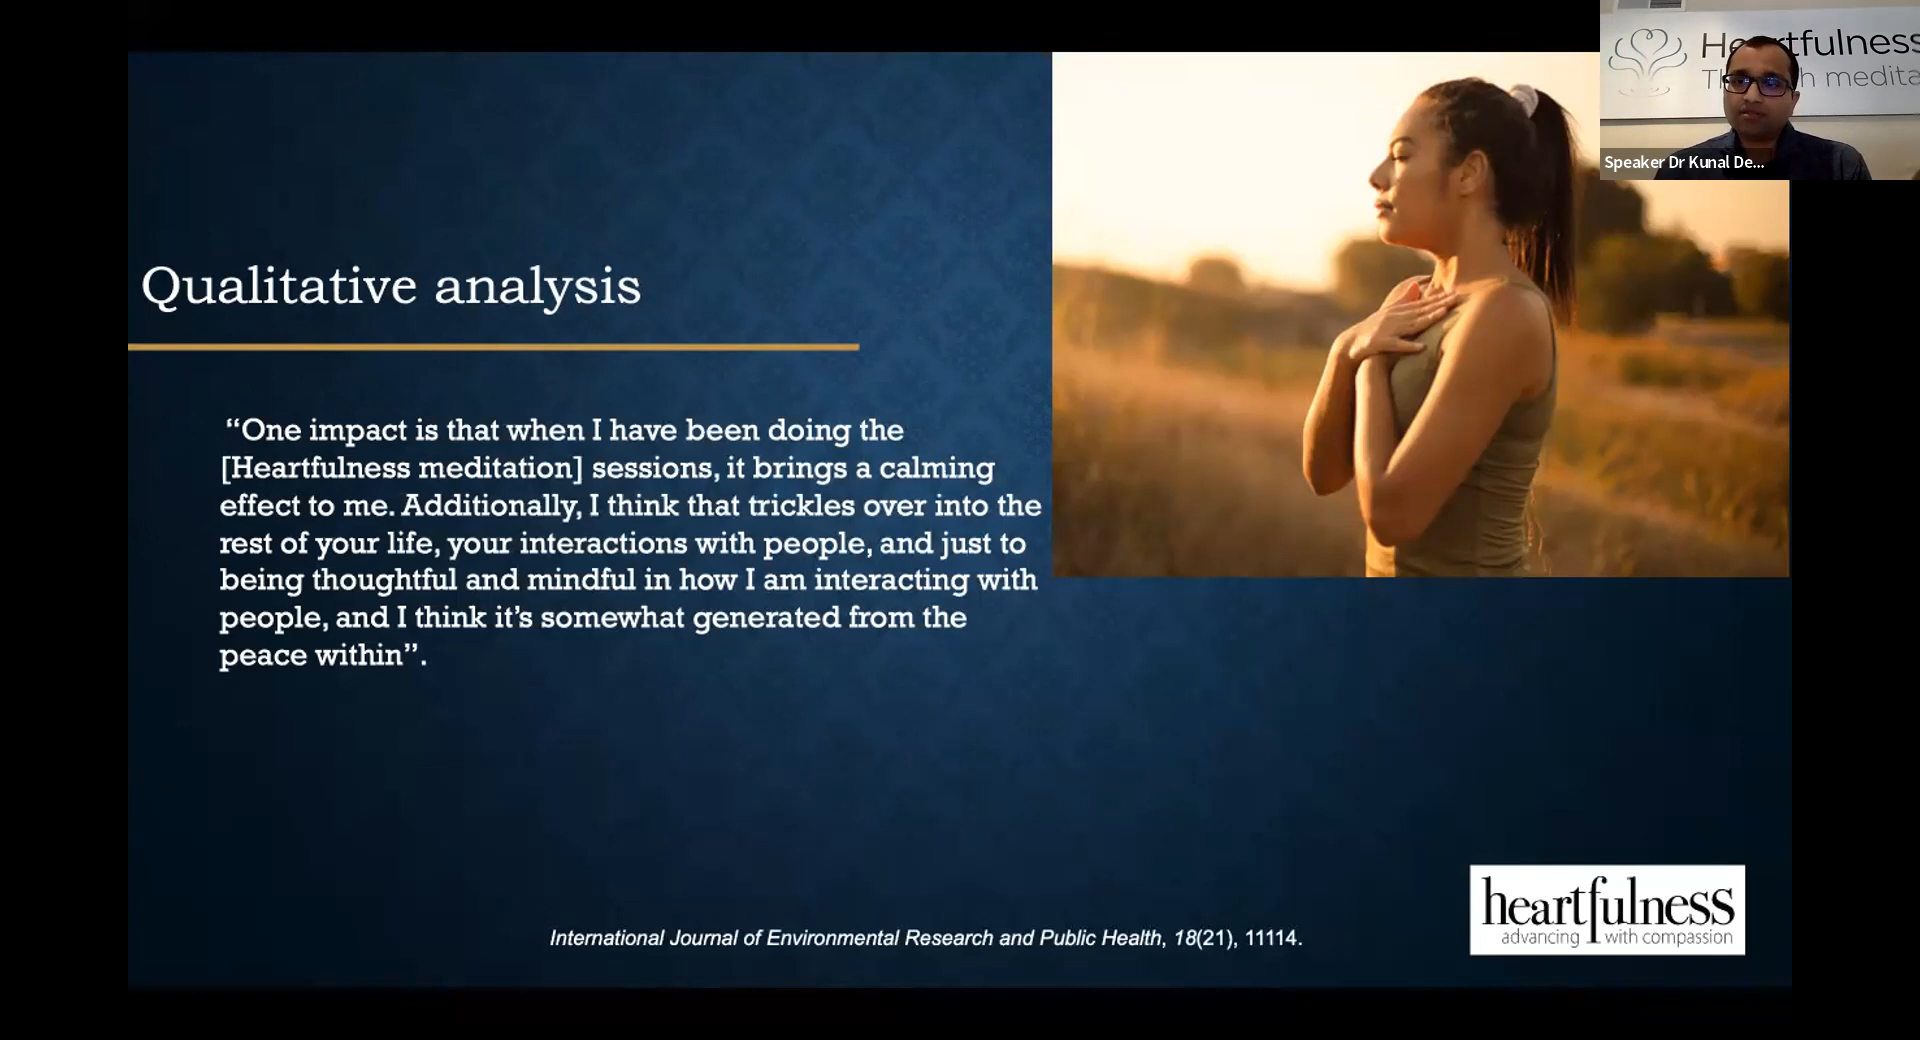 Heartfulness
medita
Speaker Dr Kunal De...
Qualitative analysis
“One impact is that when I have been doing the
[Heartfulness meditation] sessions, it brings a calming
effect to me. Additionally, I think that trickles over into the
rest of your life, your interactions with people, and just to
being thoughtful and mindful in how I am interacting with
people, and I think it’s somewhat generated from the
peace within”.
International Journal of Environmental Research and Public Health, 18(21), 11114.
heartfulness
advancing with compassion